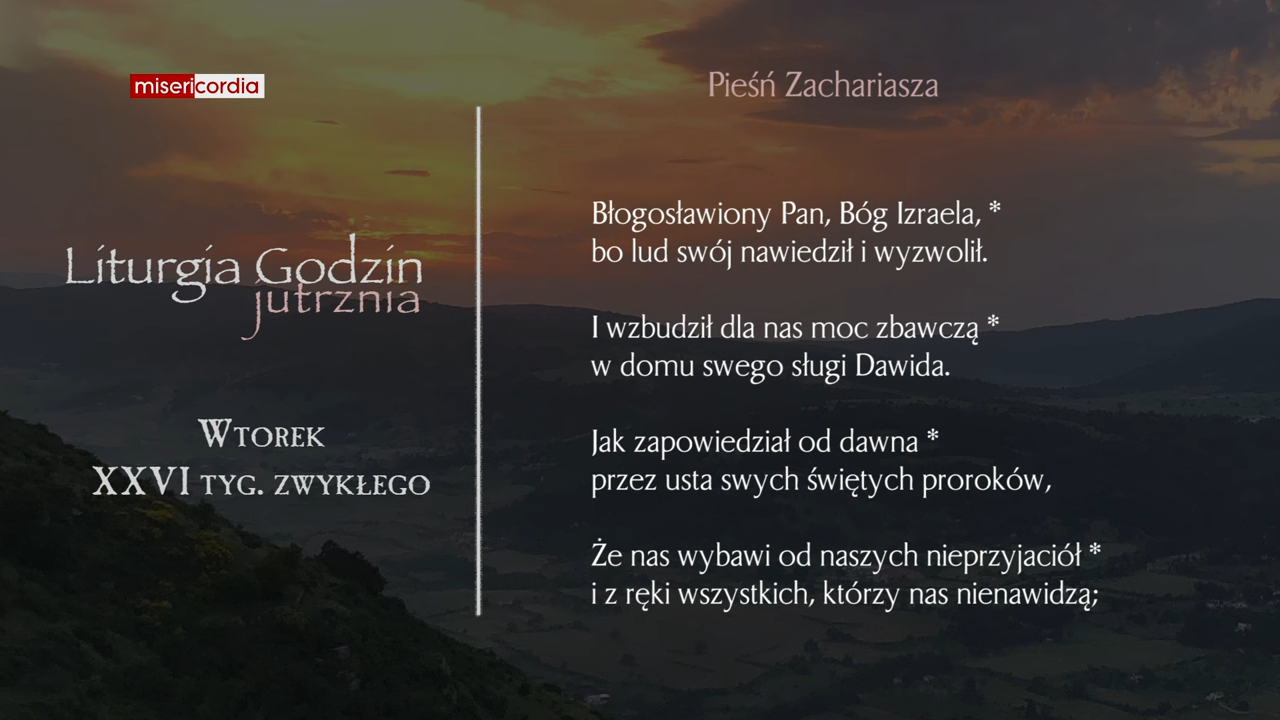 misericordia
Liturgia Godzin
jutrznia
Wtorek
XXVI tyg. zwykłego
Pieśń Zachariasza
Błogosławiony Pan, Bóg Izraela, *
bo lud swój nawiedził i wyzwolił.
I wzbudził dla nas moc zbawczą *
w domu swego sługi Dawida.
Jak zapowiedział od dawna *
przez usta swych świętych proroków,
Że nas wybawi od naszych nieprzyjaciół *
i z ręki wszystkich, którzy nas nienawidzą;